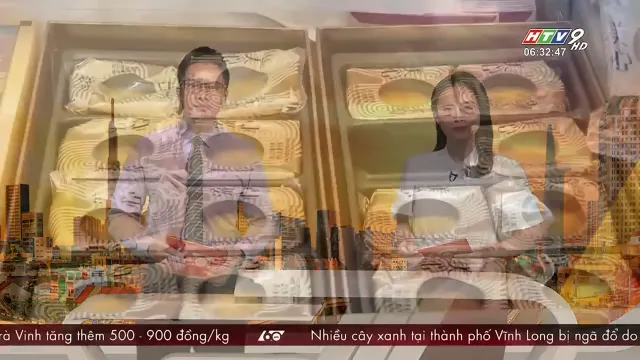 HTV9 HD
06:32:47
rà Vinh tăng thêm 500 - 900 đồng/kg 60 Nhiều cây xanh tại thành phố Vĩnh Long bị ngã đổ do